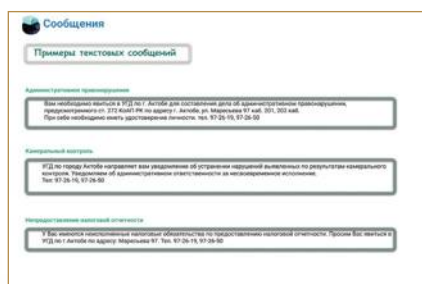 Сообщения
Примеры текстовых сообщений
Административное правонарушение
Вам необходимо явиться в УГД по г. Актобе для составления дела об административном правонарушении,
предусмотренного ст. 272 КоАП РК по адресу г. Актобе, ул. Маресьева 97 каб. 201, 202 каб.
При себе необходимо иметь удостоверение личности. тел. 97-26-19, 97-26-50
Камеральный контроль
УГД по городу Актобе направляет вам уведомление об устранении нарушений выявленных по результатам камерального
контроля. Уведомляем об административном ответственности за несвоевременное исполнение.
Тел: 97-26-19, 97-26-50
Непредоставление налоговой отчетности
У Вас имеются неисполненные налоговые обязательства по предоставлению налоговой отчетности. Просим Вас явиться в
УГД по г.Актобе по адресу: Маресьева 97. Тел. 97-26-19, 97-26-50